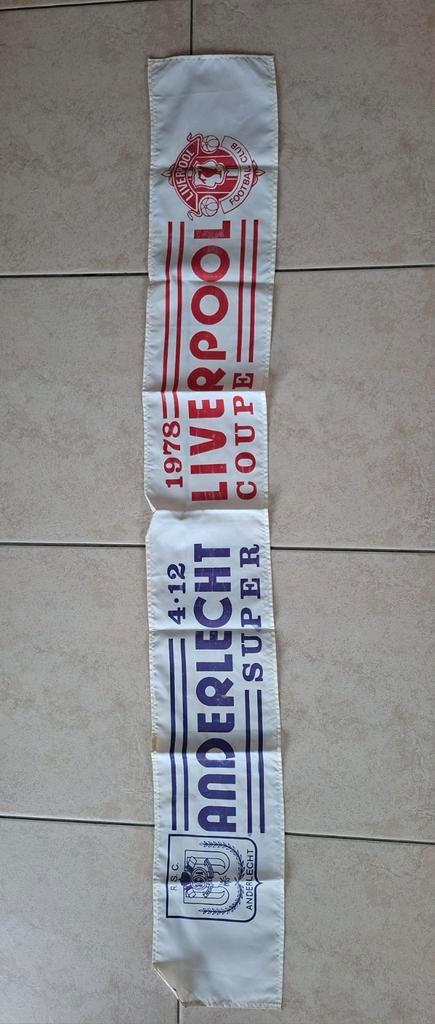 R.S.C.
ANDERLECHT
4·12 1978
ANDERLECHT LIVERPOOL
SUPER COUPE
LIVERPOOL
FOOTBALL CLUB